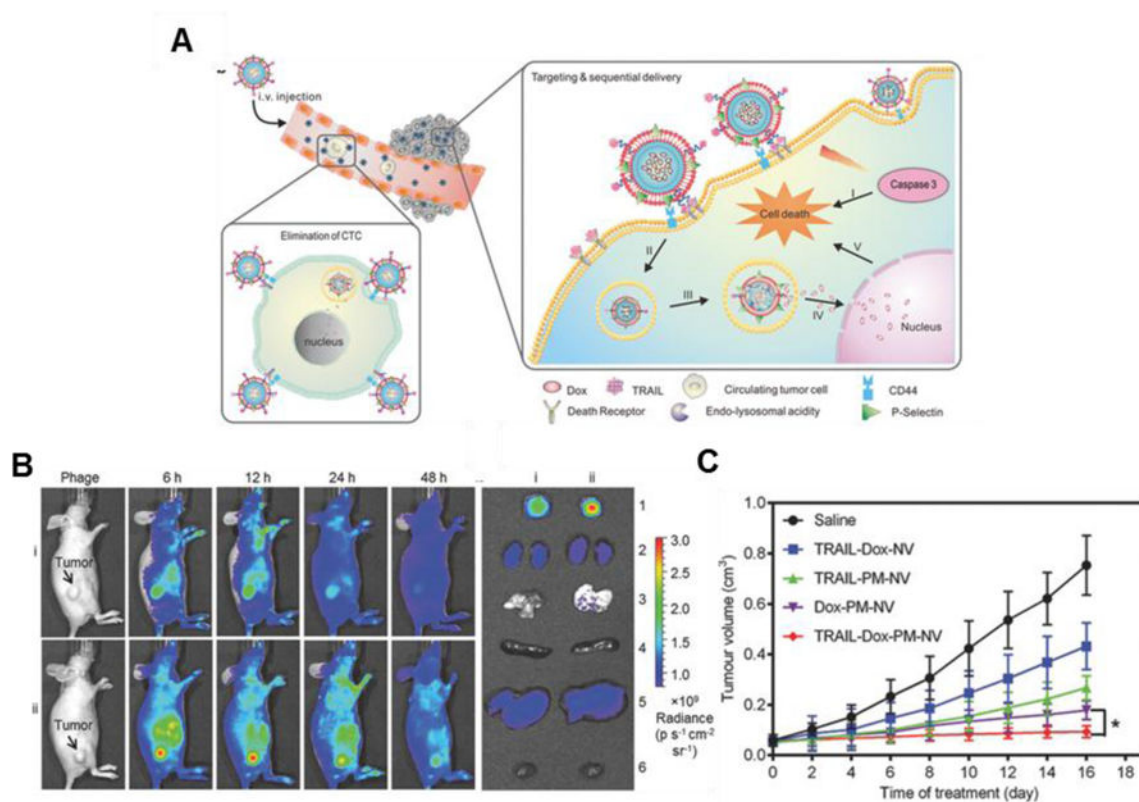 A
~
i.v. injection
Elimination of CTC
nucleus
Targeting & sequential delivery
Caspase 3
Cell death
I
II
III
IV
V
Nucleus
Dox TRAIL Circulating tumor cell CD44
Death Receptor Endo-lysosomal acidity P-Selectin
B
Phage 6 h 12 h 24 h 48 h i ii
i
Tumor
ii
Tumor
1
2
3
4
5
6
3.0
2.5
2.0
1.5
1.0
×10⁹
Radiance
(p s⁻¹ cm⁻²
sr⁻¹)
C
Tumour volume (cm³)
1.0
0.8
0.6
0.4
0.2
0.0
Saline
TRAIL-Dox-NV
TRAIL-PM-NV
Dox-PM-NV
TRAIL-Dox-PM-NV
*
0 2 4 6 8 10 12 14 16 18
Time of treatment (day)